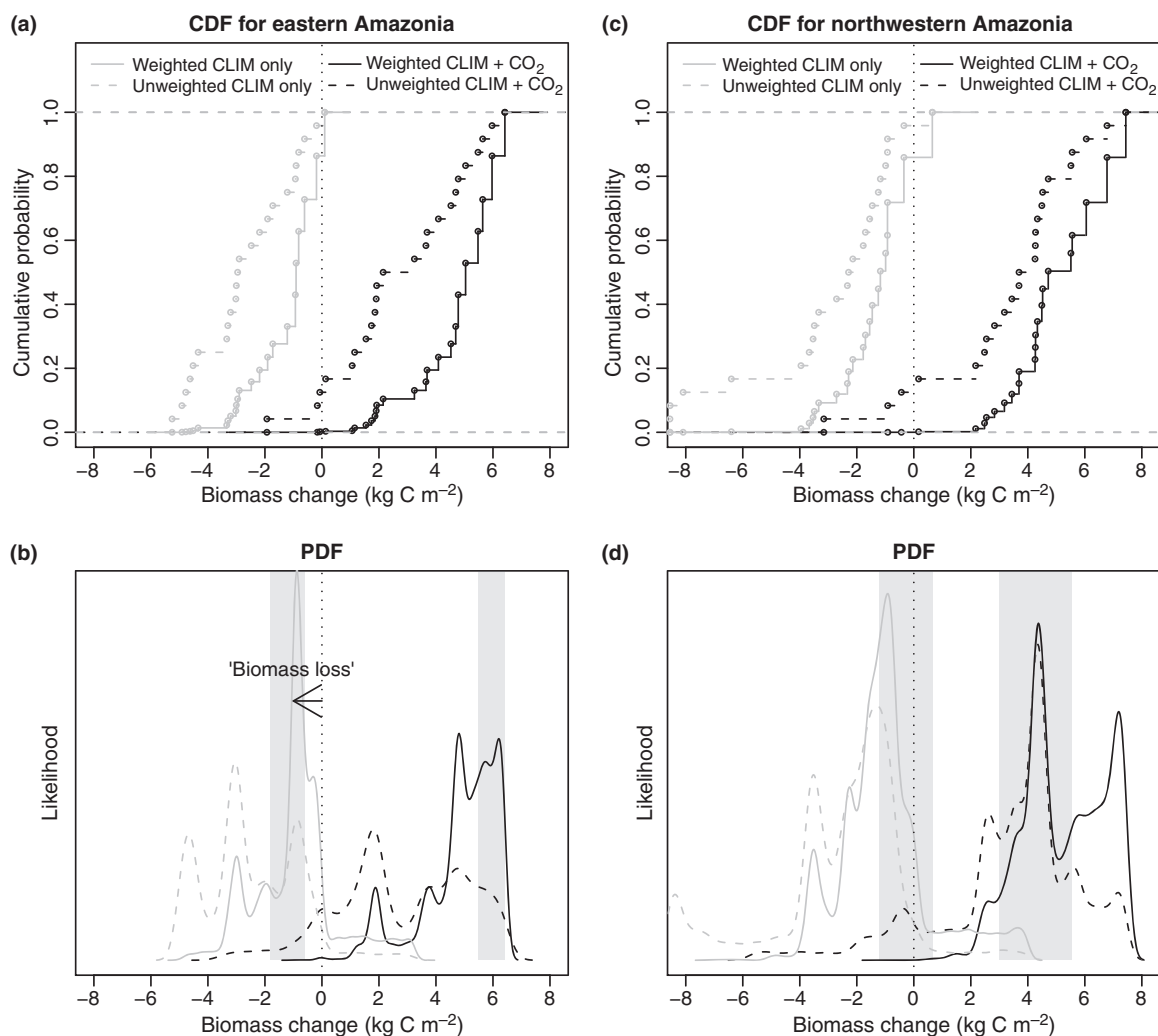 (a)
CDF for eastern Amazonia
Weighted CLIM only
Unweighted CLIM only
Weighted CLIM + CO₂
Unweighted CLIM + CO₂
Cumulative probability
1.0
0.8
0.6
0.4
0.2
0.0
−8 −6 −4 −2 0 2 4 6 8
Biomass change (kg C m⁻²)
(c)
CDF for northwestern Amazonia
Weighted CLIM only
Unweighted CLIM only
Weighted CLIM + CO₂
Unweighted CLIM + CO₂
Cumulative probability
1.0
0.8
0.6
0.4
0.2
0.0
−8 −6 −4 −2 0 2 4 6 8
Biomass change (kg C m⁻²)
(b)
PDF
'Biomass loss'
Likelihood
−8 −6 −4 −2 0 2 4 6 8
Biomass change (kg C m⁻²)
(d)
PDF
Likelihood
−8 −6 −4 −2 0 2 4 6 8
Biomass change (kg C m⁻²)